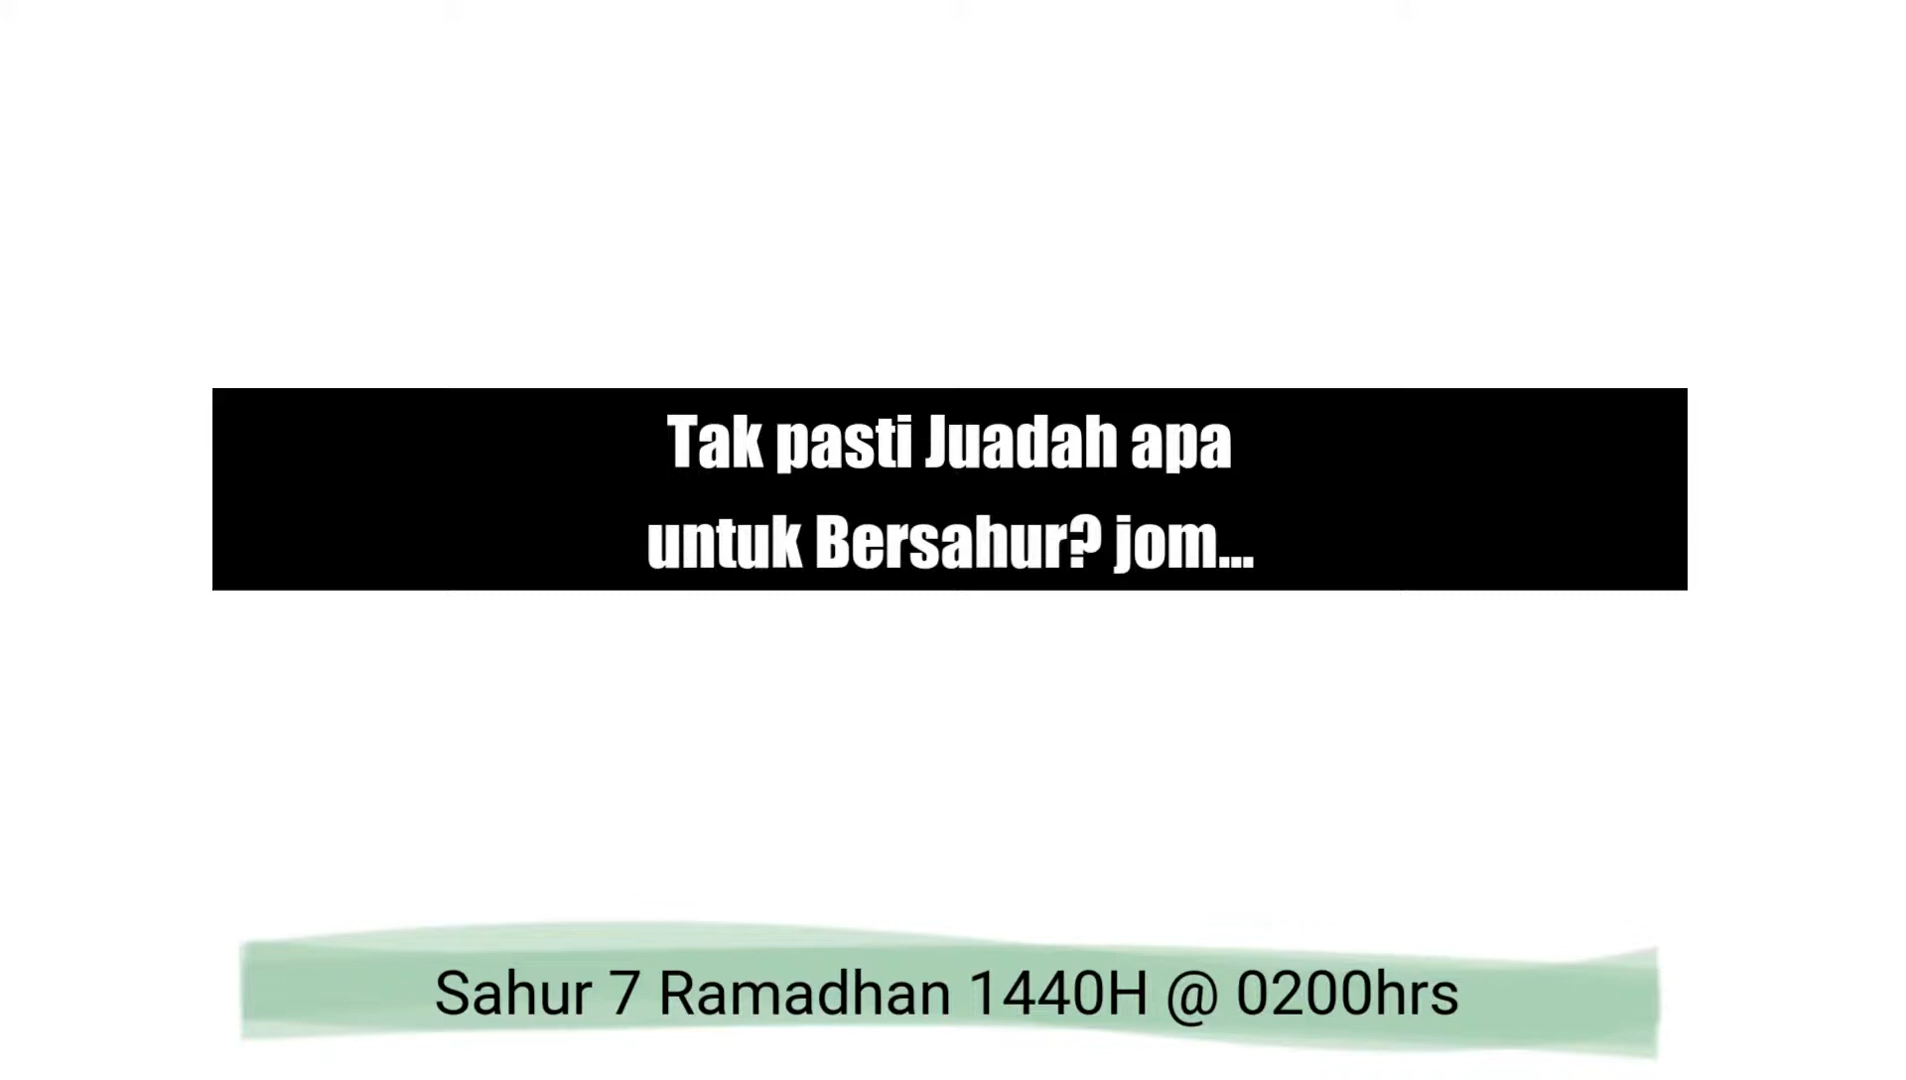 Tak pasti Juadah apa
untuk Bersahur? jom...
Sahur 7 Ramadhan 1440H @ 0200hrs